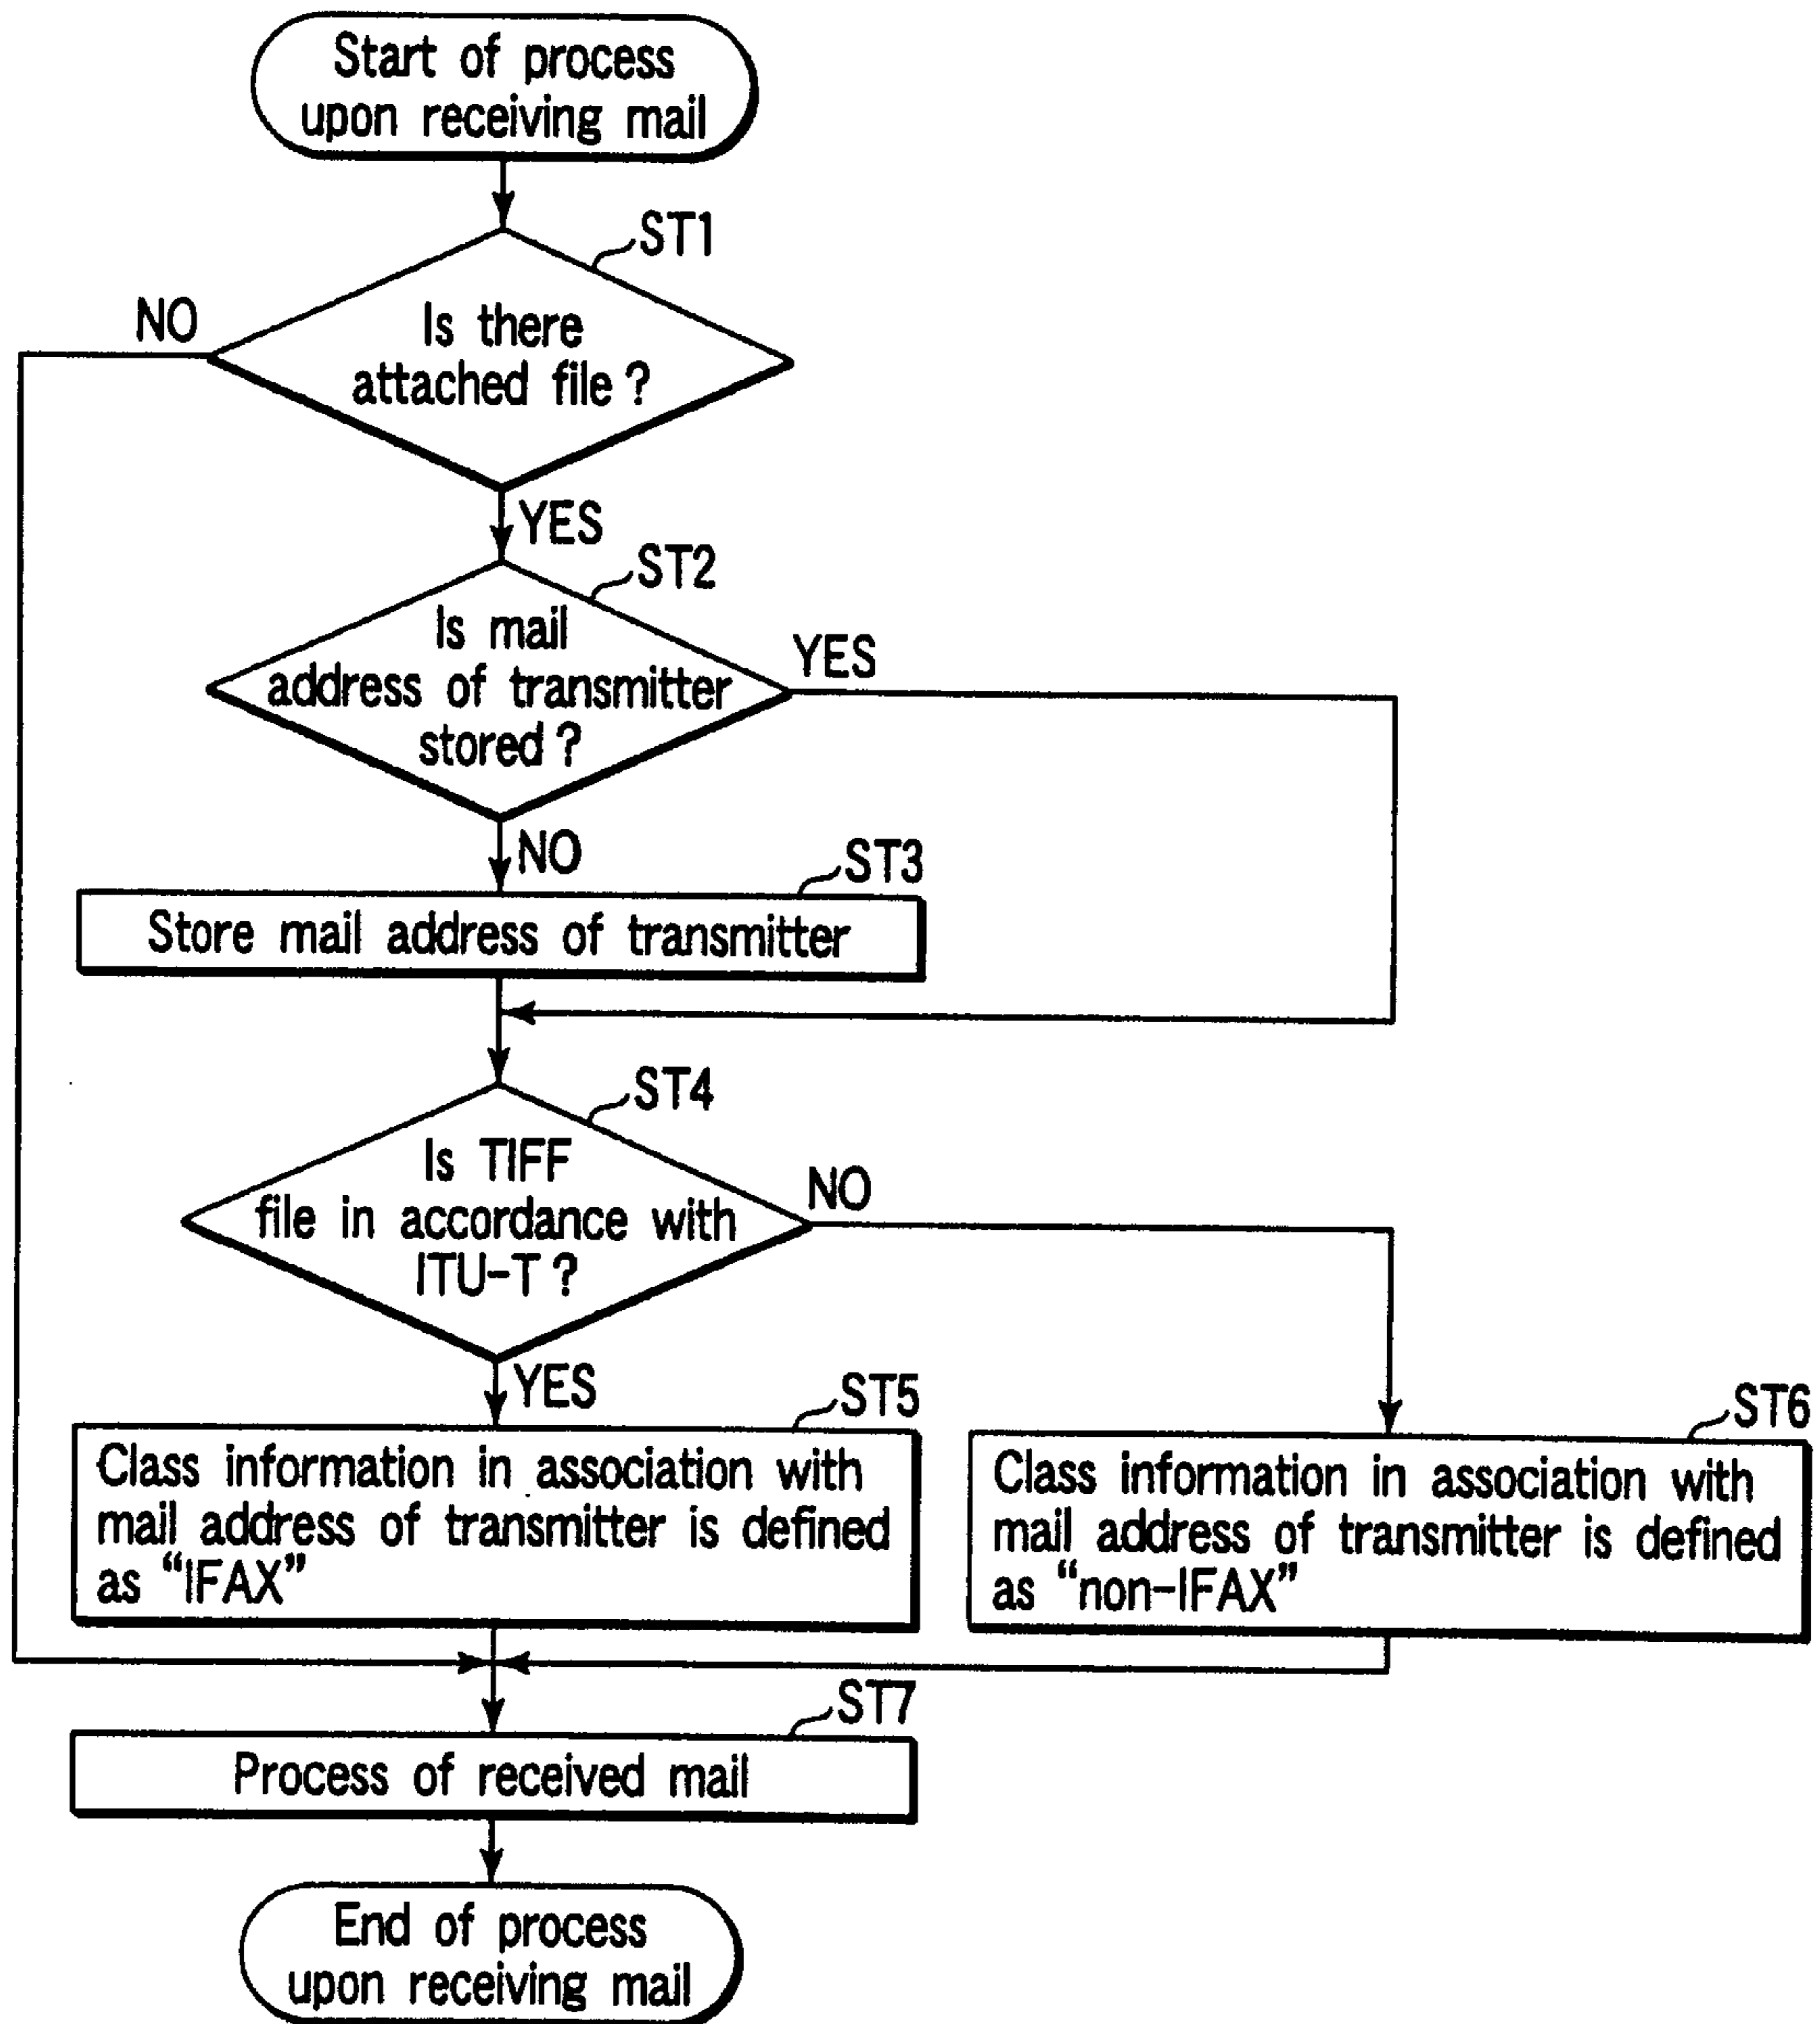 Start of process
upon receiving mail
ST1
NO
Is there
attached file?
YES
ST2
Is mail
address of transmitter
stored?
YES
NO
ST3
Store mail address of transmitter
ST4
Is TIFF
file in accordance with
ITU-T?
NO
YES
ST5
Class information in association with
mail address of transmitter is defined
as “IFAX”
ST6
Class information in association with
mail address of transmitter is defined
as “non-IFAX”
ST7
Process of received mail
End of process
upon receiving mail